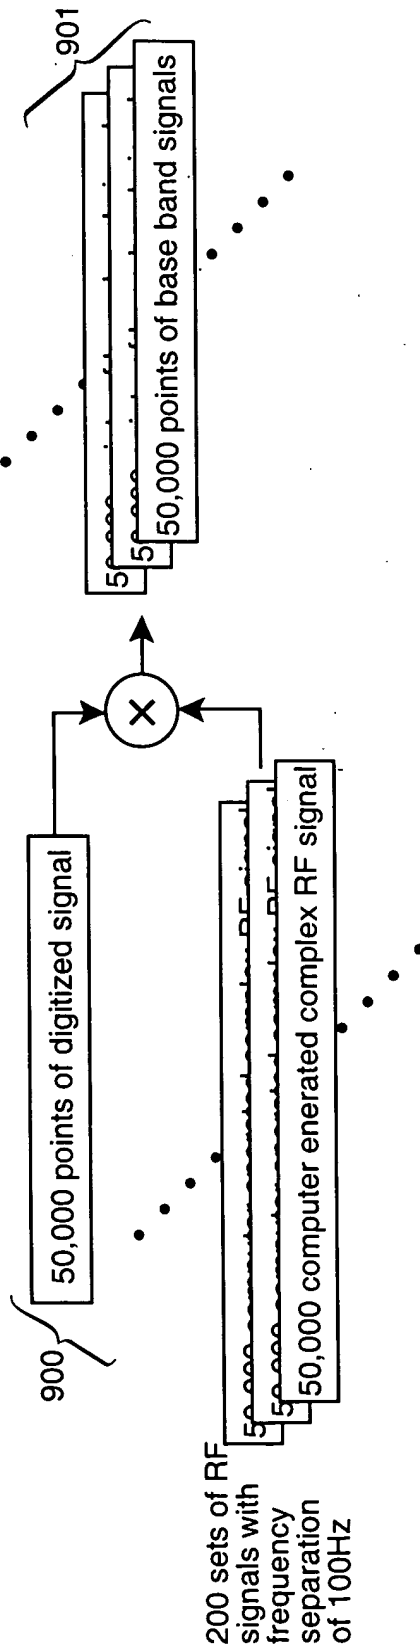 900
50,000 points of digitized signal
200 sets of RF
signals with
frequency
separation
of 100Hz
50,000 computer enerated complex RF signal
901
50,000 points of base band signals